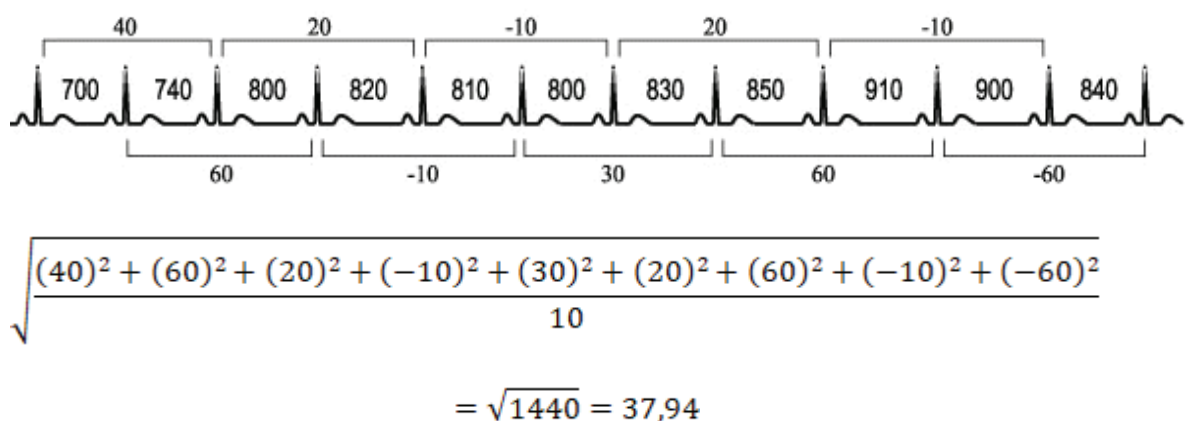 40 20 -10 20 -10
700 740 800 820 810 800 830 850 910 900 840
60 -10 30 60 -60
√((40)² + (60)² + (20)² + (−10)² + (30)² + (20)² + (60)² + (−10)² + (−60)²
10
= √1440 = 37,94